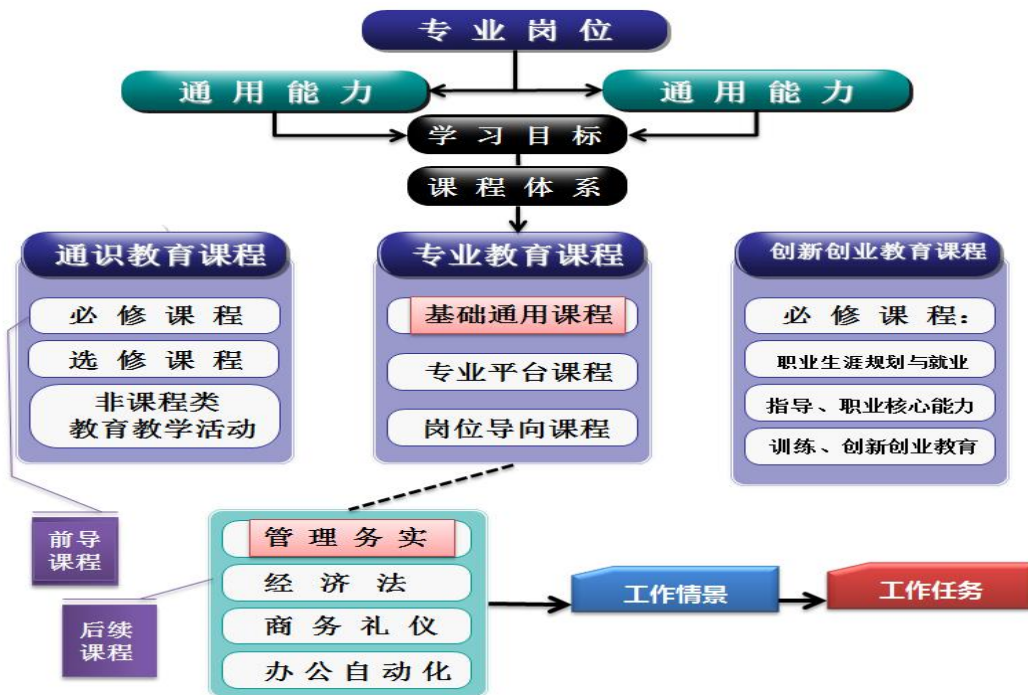 专业岗位
通用能力
通用能力
学习目标
课程体系
通识教育课程
必修课程
选修课程
非课程类
教育教学活动
专业教育课程
基础通用课程
专业平台课程
岗位导向课程
创新创业教育课程
必修课程:
职业生涯规划与就业
指导、职业核心能力
训练、创新创业教育
前导
课程
后续
课程
管理务实
经济法
商务礼仪
办公自动化
工作情景
工作任务